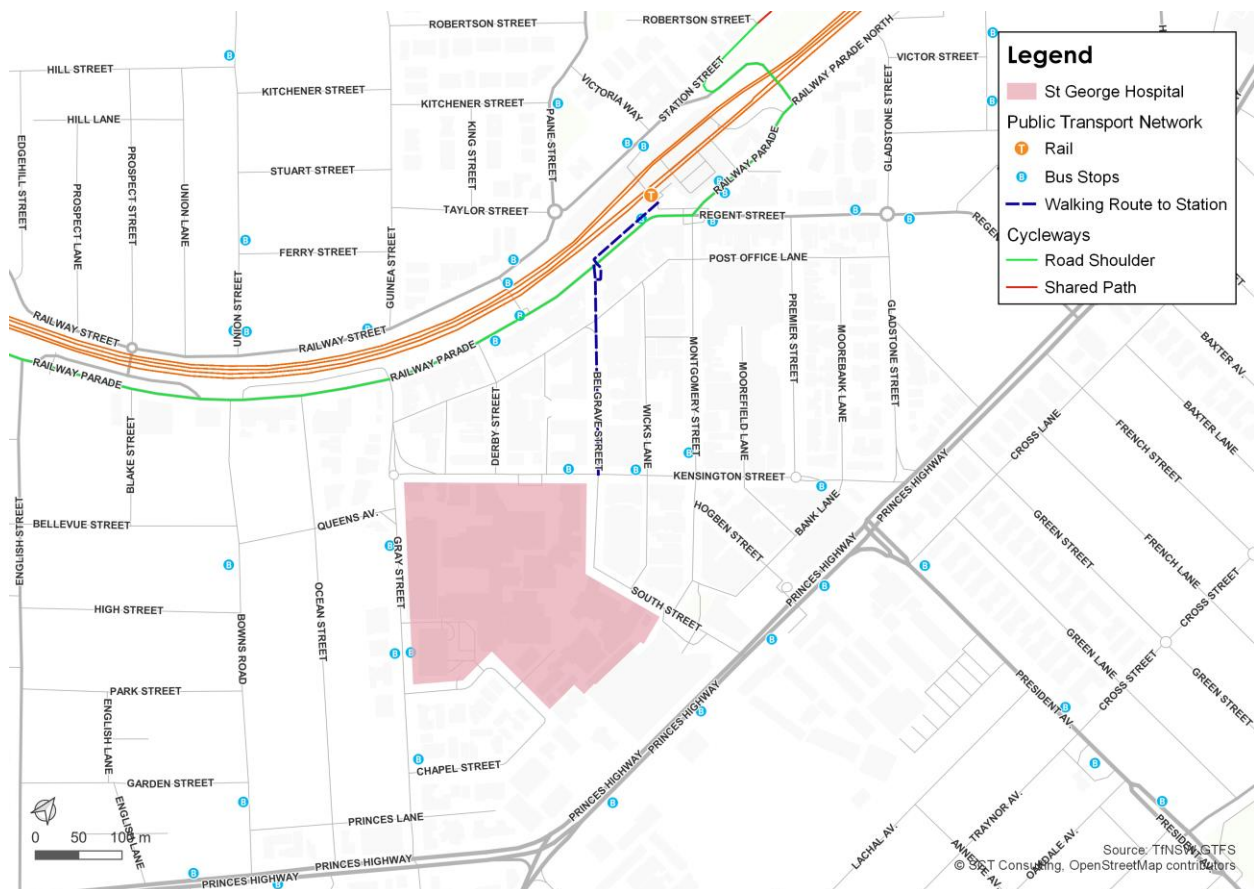 ROBERTSON STREET
ROBERTSON STREET
HILL STREET
KITCHENER STREET
KITCHENER STREET
VICTORIA WAY
STATION STREET
RAILWAY PARADE NORTH
GLADSTONE STREET
VICTOR STREET
HILL LANE
KING STREET
PAINE STREET
EDGEHILL STREET
PROSPECT LANE
PROSPECT STREET
UNION LANE
STUART STREET
TAYLOR STREET
T
RAILWAY PARADE
REGENT STREET
FERRY STREET
GUINEA STREET
UNION STREET
POST OFFICE LANE
RAILWAY STREET
RAILWAY STREET
RAILWAY PARADE
RAILWAY PARADE
PREMIER STREET
MOOREBANK LANE
GLADSTONE STREET
MONTGOMERY STREET
MOOREFIELD LANE
BELGRAVE STREET
WICKS LANE
DERBY STREET
BLAKE STREET
KENSINGTON STREET
BAXTER AV.
BAXTER LANE
CROSS LANE
FRENCH STREET
PRINCES HIGHWAY
ENGLISH STREET
BELLEVUE STREET
QUEENS AV.
GRAY STREET
HOGBEN STREET
BANK LANE
GREEN STREET
FRENCH LANE
CROSS STREET
HIGH STREET
BOWNS ROAD
OCEAN STREET
SOUTH STREET
PRINCES HIGHWAY
GREEN LANE
CROSS STREET
GREEN STREET
PARK STREET
ENGLISH LANE
PRINCES HIGHWAY
PRESIDENT AV.
CHAPEL STREET
GARDEN STREET
ENGLISH LANE
PRINCES LANE
PRINCES HIGHWAY
PRINCES HIGHWAY
PRINCES HIGHWAY
LACHAL AV.
TRAYNOR AV.
ANNETTE AV.
OAKDALE AV.
Legend
St George Hospital
Public Transport Network
T Rail
B Bus Stops
Walking Route to Station
Cycleways
Road Shoulder
Shared Path
0 50 100 m
Source: TfNSW GTFS
© SCT Consulting, OpenStreetMap contributors